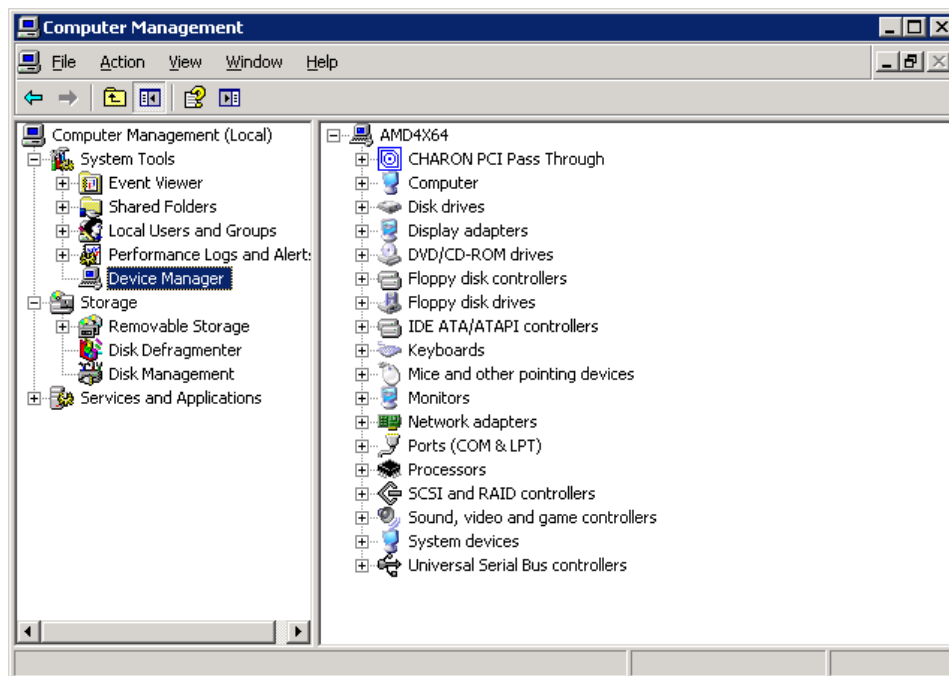 Computer Management
File Action View Window Help
Computer Management (Local)
System Tools
Event Viewer
Shared Folders
Local Users and Groups
Performance Logs and Alert
Device Manager
Storage
Removable Storage
Disk Defragmenter
Disk Management
Services and Applications
AMD4X64
CHARON PCI Pass Through
Computer
Disk drives
Display adapters
DVD/CD-ROM drives
Floppy disk controllers
Floppy disk drives
IDE ATA/ATAPI controllers
Keyboards
Mice and other pointing devices
Monitors
Network adapters
Ports (COM & LPT)
Processors
SCSI and RAID controllers
Sound, video and game controllers
System devices
Universal Serial Bus controllers